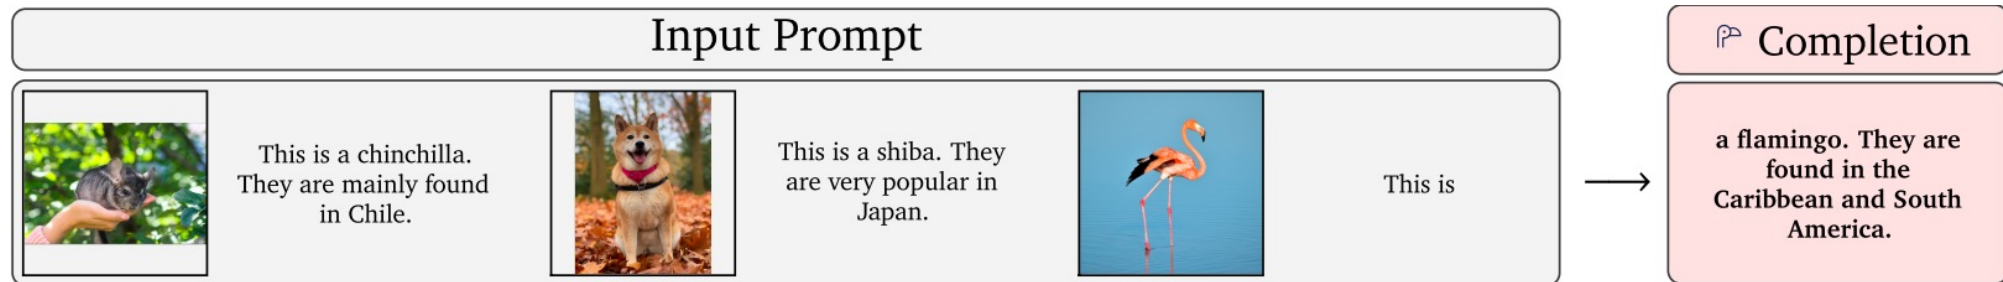 Input Prompt
Completion
This is a chinchilla.
They are mainly found
in Chile.
This is a shiba. They
are very popular in
Japan.
This is
a flamingo. They are
found in the
Caribbean and South
America.